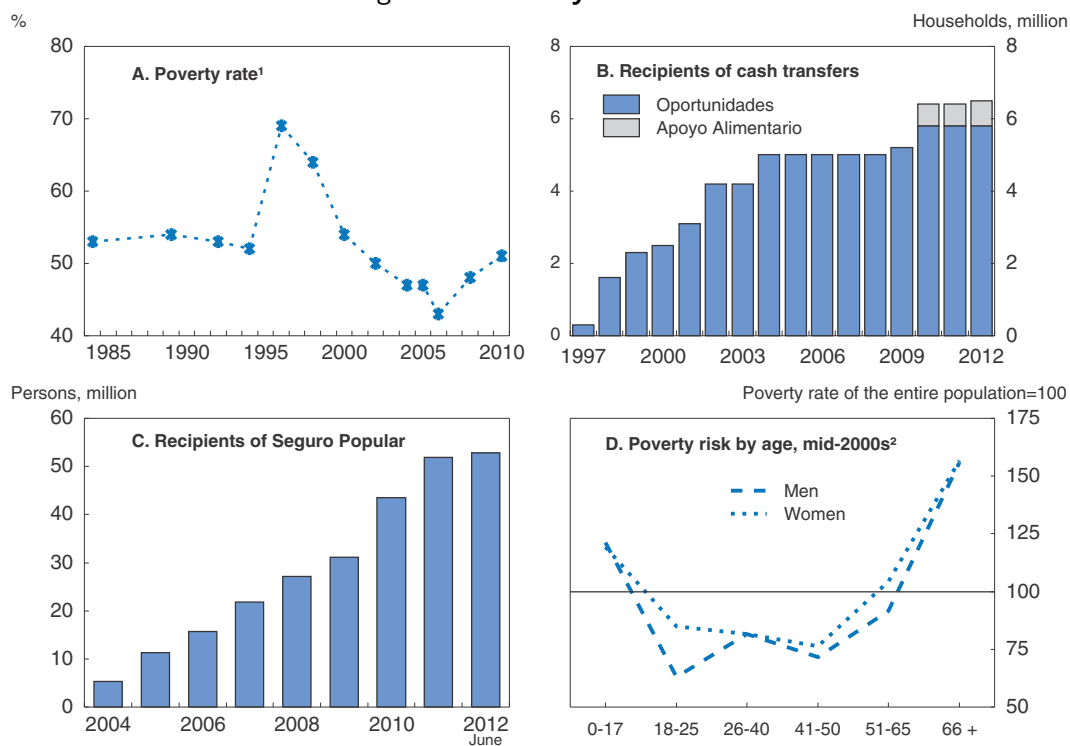 %
Households, million
A. Poverty rate¹
80
70
60
50
40
1985 1990 1995 2000 2005 2010
B. Recipients of cash transfers
Oportunidades
Apoyo Alimentario
8 8
6 6
4 4
2 2
0 0
1997 2000 2003 2006 2009 2012
Persons, million
Poverty rate of the entire population=100
C. Recipients of Seguro Popular
60
50
40
30
20
10
0
2004 2006 2008 2010 2012
June
D. Poverty risk by age, mid-2000s²
Men
Women
175
150
125
100
75
50
0-17 18-25 26-40 41-50 51-65 66 +